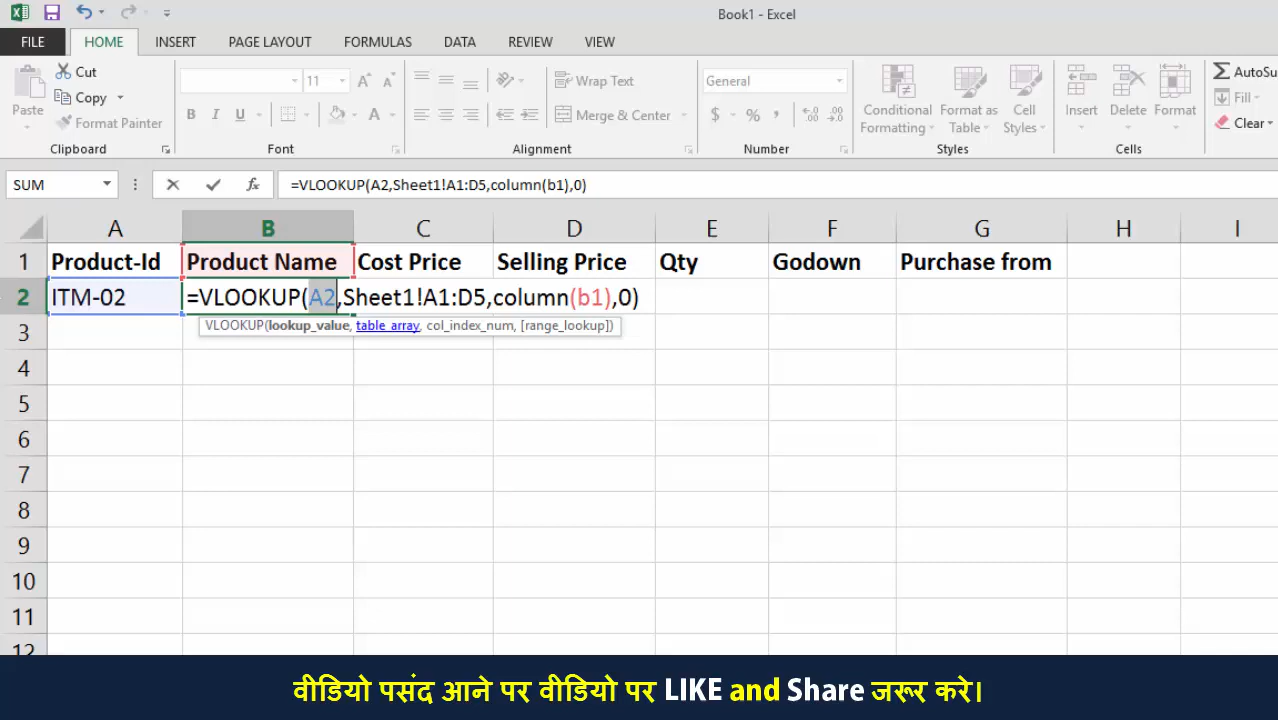 Book1 - Excel
FILE HOME INSERT PAGE LAYOUT FORMULAS DATA REVIEW VIEW
Paste
Cut
Copy
Format Painter
Clipboard
11
B I U
A
Font
Wrap Text
Merge & Center
Alignment
General
$ % ,
Number
Conditional Formatting
Format as Table
Cell Styles
Styles
Insert
Delete
Format
Cells
AutoSu
Fill
Clear
SUM
fx
=VLOOKUP(A2,Sheet1!A1:D5,column(b1),0)
A B C D E F G H I
1 Product-Id Product Name Cost Price Selling Price Qty Godown Purchase from
2 ITM-02 =VLOOKUP(A2,Sheet1!A1:D5,column(b1),0)
VLOOKUP(lookup_value, table_array, col_index_num, [range_lookup])
3
4
5
6
7
8
9
10
11
12
वीडियो पसंद आने पर वीडियो पर LIKE and Share जरूर करे।